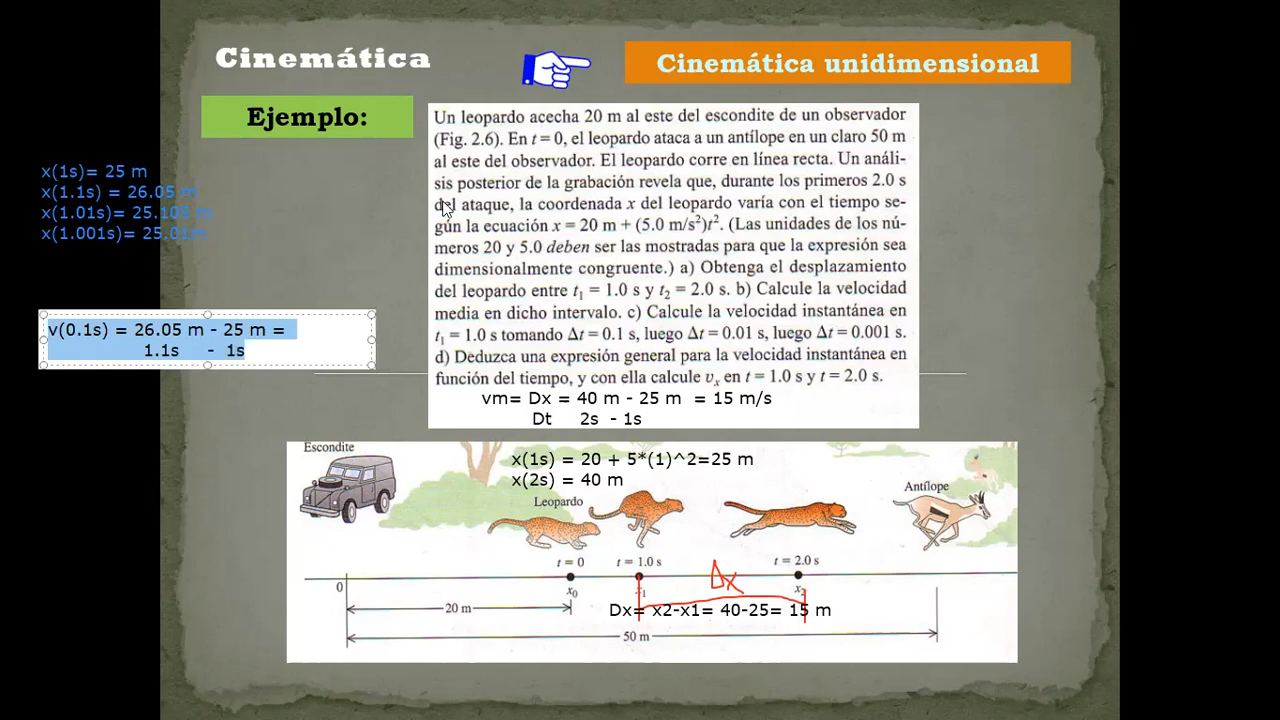 Cinemática
Cinemática unidimensional
Ejemplo:
Un leopardo acecha 20 m al este del escondite de un observador
(Fig. 2.6). En t = 0, el leopardo ataca a un antílope en un claro 50 m
al este del observador. El leopardo corre en línea recta. Un análi-
sis posterior de la grabación revela que, durante los primeros 2.0 s
del ataque, la coordenada x del leopardo varía con el tiempo se-
gún la ecuación x = 20 m + (5.0 m/s²)t². (Las unidades de los nú-
meros 20 y 5.0 deben ser las mostradas para que la expresión sea
dimensionalmente congruente.) a) Obtenga el desplazamiento
del leopardo entre t₁ = 1.0 s y t₂ = 2.0 s. b) Calcule la velocidad
media en dicho intervalo. c) Calcule la velocidad instantánea en
t₁ = 1.0 s tomando Δt = 0.1 s, luego Δt = 0.01 s, luego Δt = 0.001 s.
d) Deduzca una expresión general para la velocidad instantánea en
función del tiempo, y con ella calcule vₓ en t = 1.0 s y t = 2.0 s.
vm= Dx = 40 m - 25 m = 15 m/s
Dt 2s - 1s
x(1s)= 25 m
x(1.1s) = 26.05 m
x(1.01s)= 25.105 m
x(1.001s)= 25.01m
v(0.1s) = 26.05 m - 25 m =
1.1s - 1s
Escondite
x(1s) = 20 + 5*(1)^2=25 m
x(2s) = 40 m
Leopardo
Antílope
t = 0
t = 1.0 s
Δx
t = 2.0 s
0
x₀
x₁
x₂
20 m
Dx= x2-x1= 40-25= 15 m
50 m